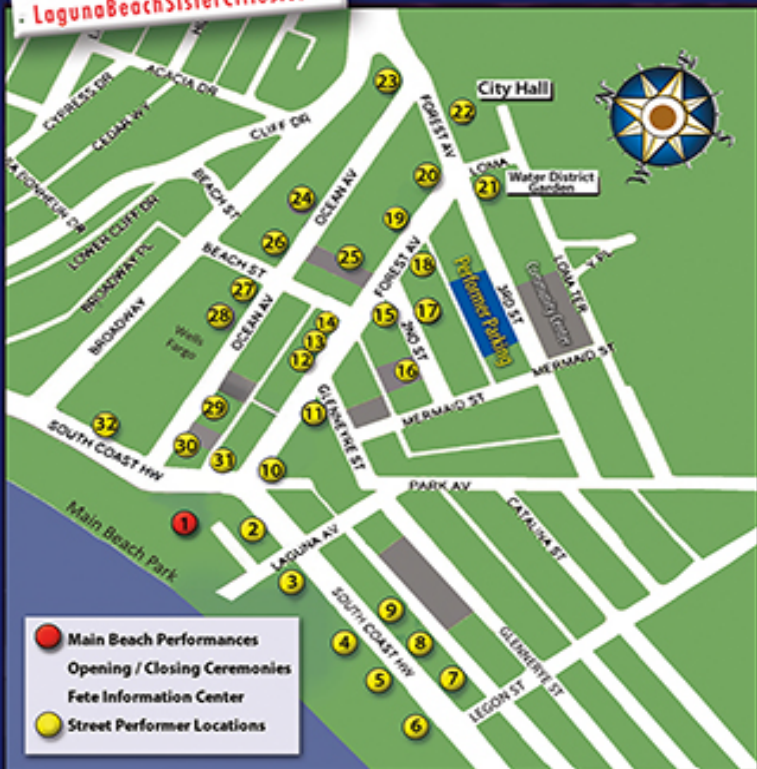 LagunaBeachSisterCities
ACACIA DR
CYPRESS DR
CEDAR WY
CLIFF DR
23
FOREST AV
22
City Hall
N
S
W
LOMA
20
21
Water District
Garden
BEACH ST
24
OCEAN AV
19
LOWER CLIFF DR
BROADWAY PL
BEACH ST
26
25
FOREST AV
18
Performer Parking
3RD ST
Community Center
LOMA TER
Y PL
27
28
Wells
Fargo
OCEAN AV
BROADWAY
14
13
12
15
17
2ND ST
16
MERMAID ST
MERMAID ST
GLENNEYRE ST
11
29
32
30
31
10
SOUTH COAST HW
PARK AV
CATALINA ST
Main Beach Park
1
2
LAGUNA AV
3
SOUTH COAST HW
9
4
8
5
7
6
GLENNERYE ST
LEGON ST
Main Beach Performances
Opening / Closing Ceremonies
Fete Information Center
Street Performer Locations